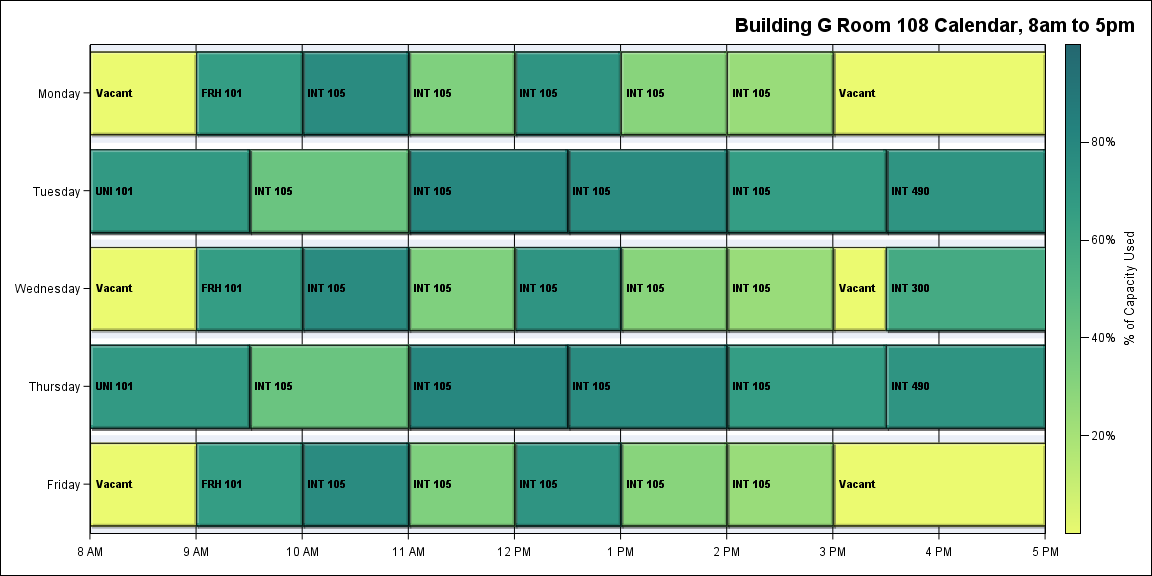 Building G Room 108 Calendar, 8am to 5pm
Monday
Vacant
FRH 101
INT 105
INT 105
INT 105
INT 105
INT 105
Vacant
Tuesday
UNI 101
INT 105
INT 105
INT 105
INT 105
INT 490
Wednesday
Vacant
FRH 101
INT 105
INT 105
INT 105
INT 105
INT 105
Vacant
INT 300
Thursday
UNI 101
INT 105
INT 105
INT 105
INT 105
INT 490
Friday
Vacant
FRH 101
INT 105
INT 105
INT 105
INT 105
INT 105
Vacant
8 AM
9 AM
10 AM
11 AM
12 PM
1 PM
2 PM
3 PM
4 PM
5 PM
80%
60%
40%
20%
% of Capacity Used